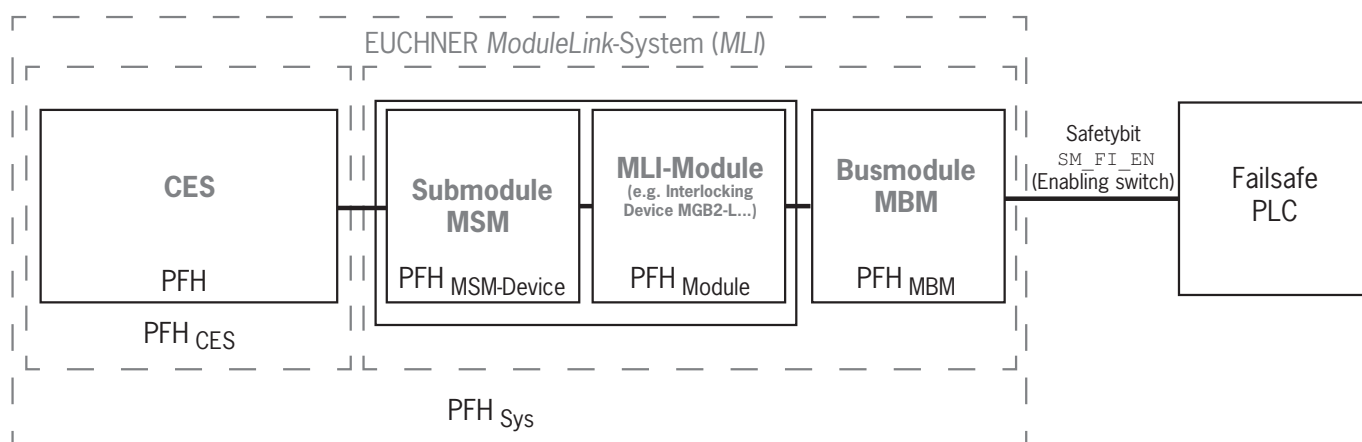 EUCHNER ModuleLink-System (MLI)
CES
PFH
PFH CES
Submodule
MSM
PFH MSM-Device
MLI-Module
(e.g. Interlocking
Device MGB2-L...)
PFH Module
Busmodule
MBM
PFH MBM
PFH Sys
Safetybit
SM_FI_EN
(Enabling switch)
Failsafe
PLC